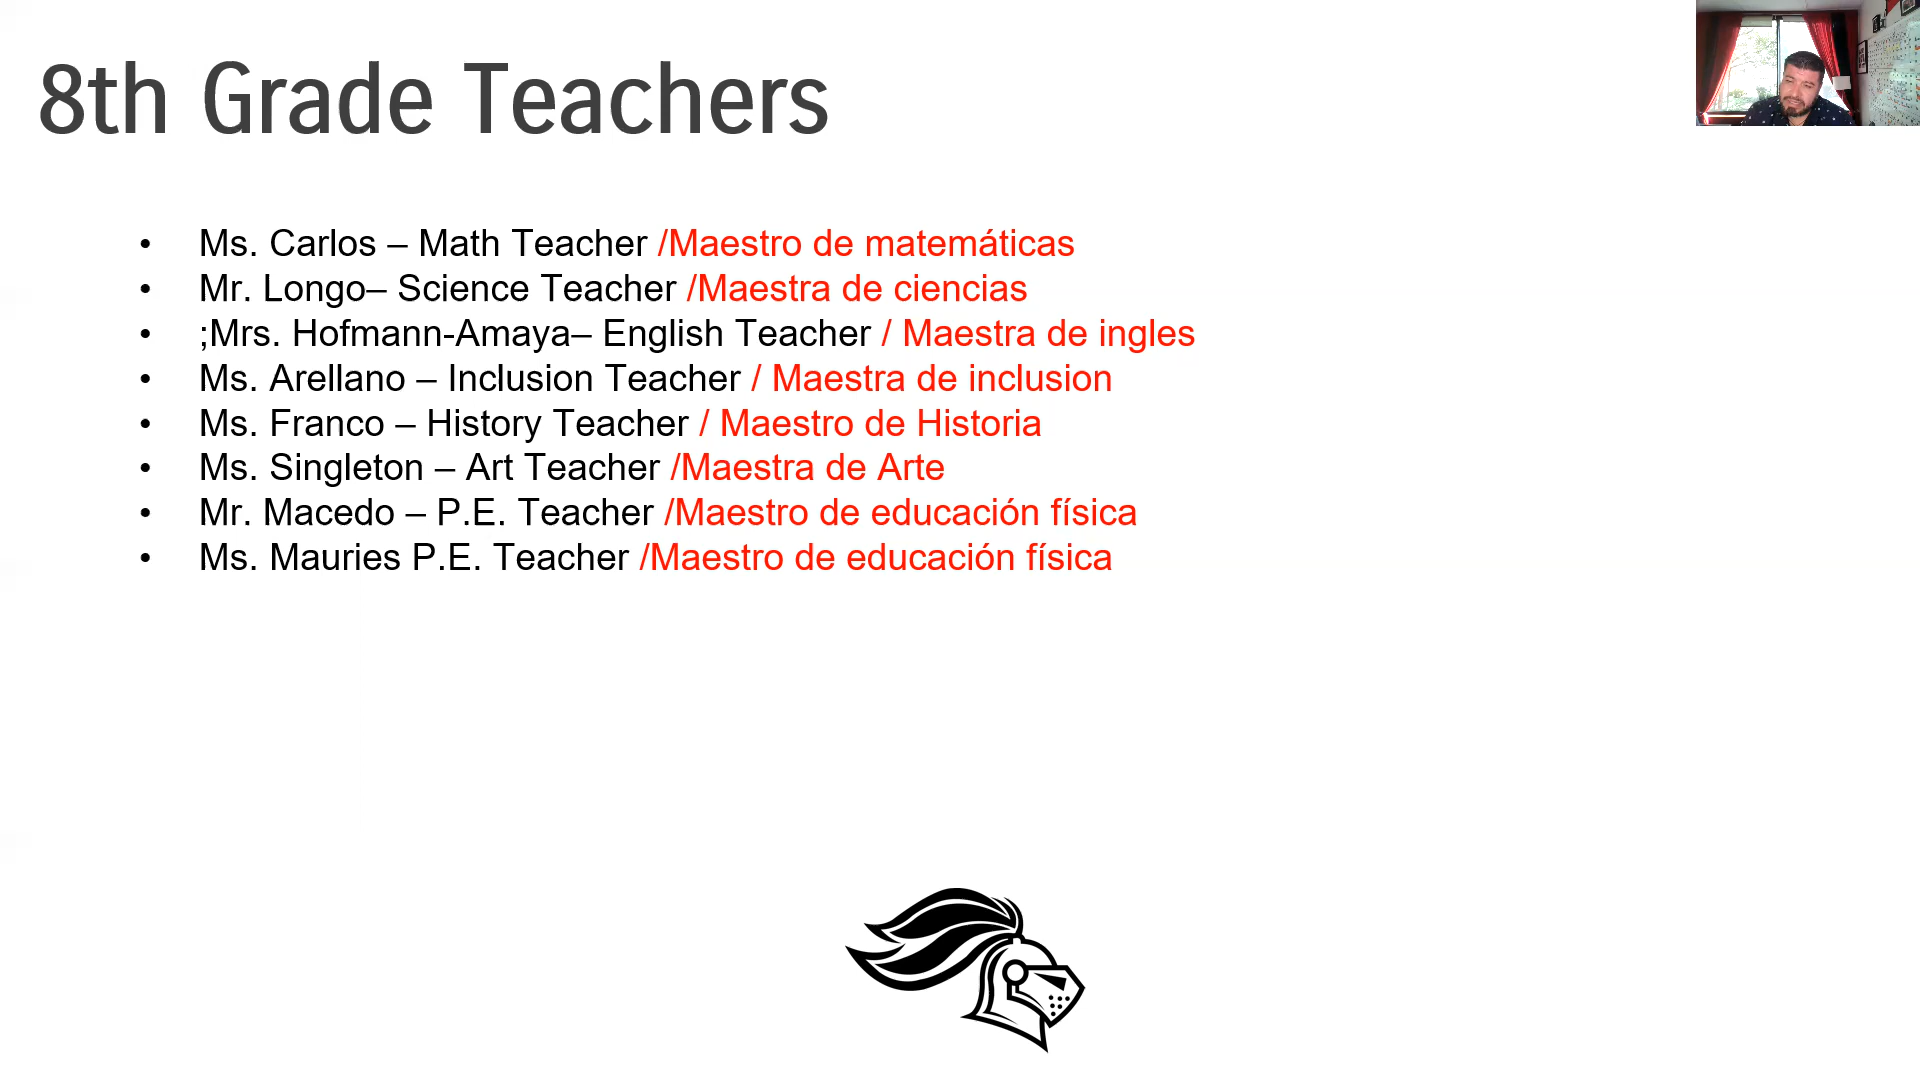 8th Grade Teachers
• Ms. Carlos – Math Teacher /Maestro de matemáticas
• Mr. Longo– Science Teacher /Maestra de ciencias
• ;Mrs. Hofmann-Amaya– English Teacher / Maestra de ingles
• Ms. Arellano – Inclusion Teacher / Maestra de inclusion
• Ms. Franco – History Teacher / Maestro de Historia
• Ms. Singleton – Art Teacher /Maestra de Arte
• Mr. Macedo – P.E. Teacher /Maestro de educación física
• Ms. Mauries P.E. Teacher /Maestro de educación física